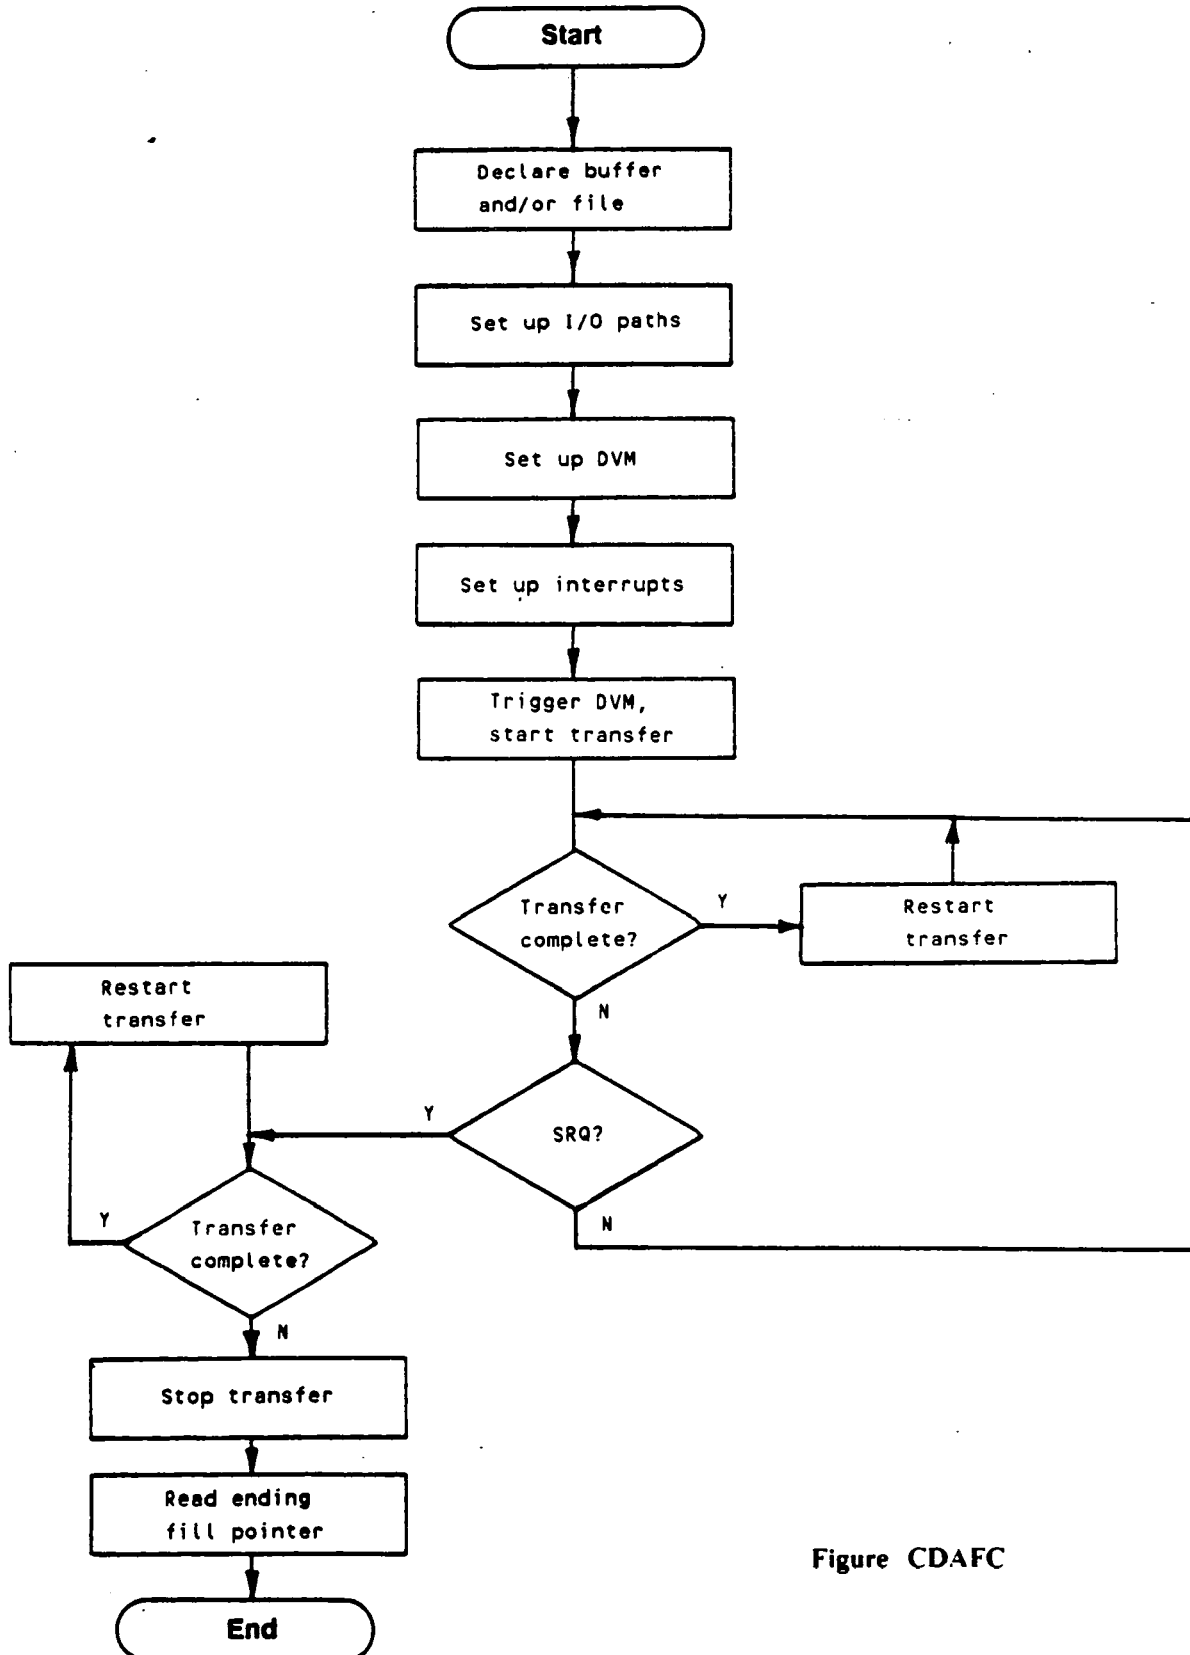 Start
Declare buffer
and/or file
Set up I/O paths
Set up DVM
Set up interrupts
Trigger DVM,
start transfer
Transfer
complete?
Y
Restart
transfer
N
Restart
transfer
SRQ?
Y
N
Transfer
complete?
Y
N
Stop transfer
Read ending
fill pointer
End
Figure CDAFC